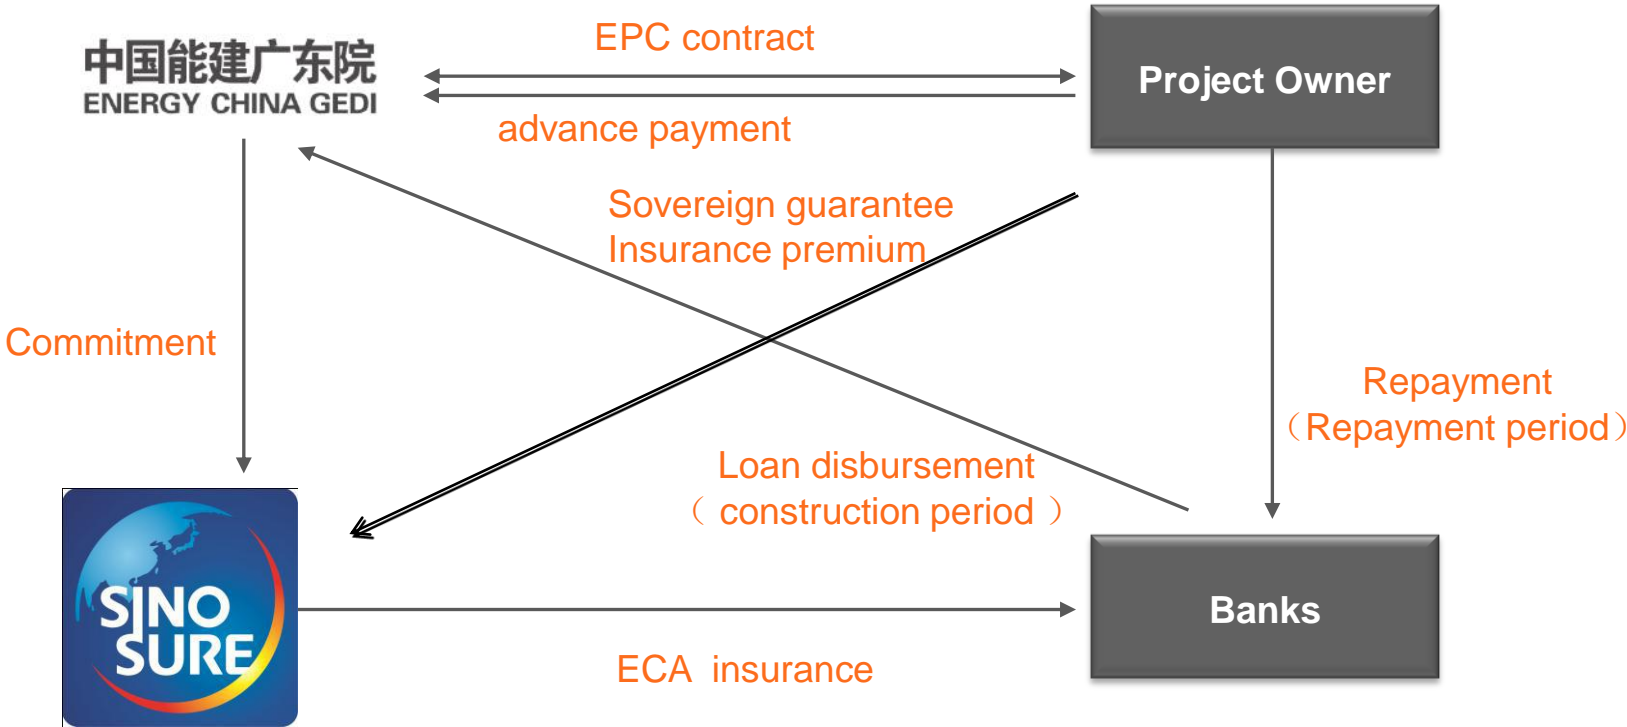 中国能建广东院
ENERGY CHINA GEDI
EPC contract
Project Owner
advance payment
Sovereign guarantee
Insurance premium
Commitment
Repayment
（Repayment period）
Loan disbursement
（ construction period ）
SINO
SURE
Banks
ECA insurance